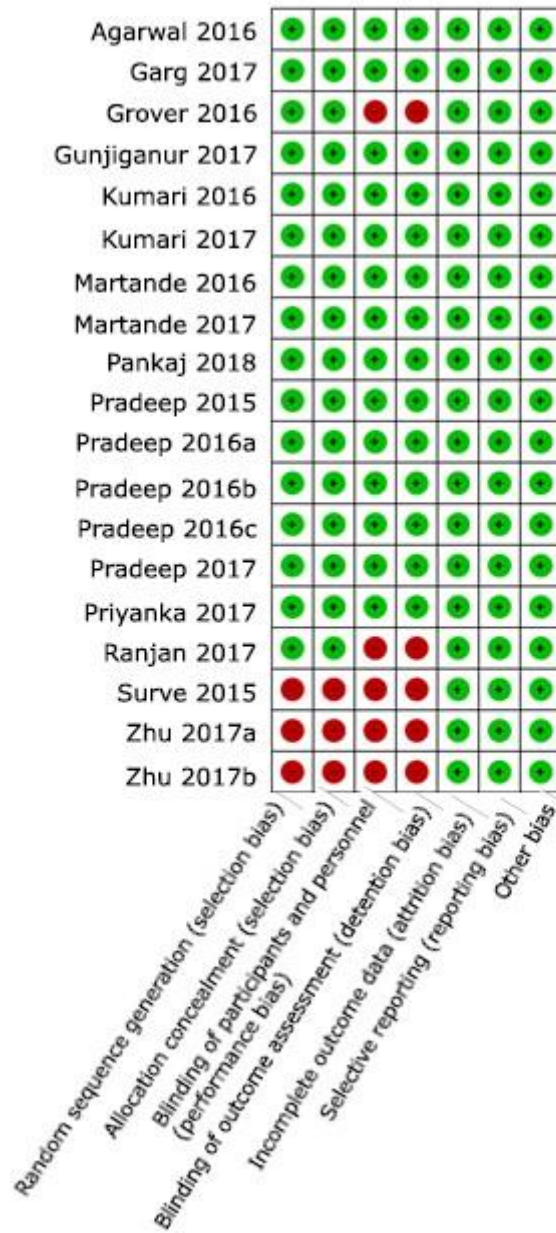 Agarwal 2016
Garg 2017
Grover 2016
Gunjiganur 2017
Kumari 2016
Kumari 2017
Martande 2016
Martande 2017
Pankaj 2018
Pradeep 2015
Pradeep 2016a
Pradeep 2016b
Pradeep 2016c
Pradeep 2017
Priyanka 2017
Ranjan 2017
Surve 2015
Zhu 2017a
Zhu 2017b
Random sequence generation (selection bias)
Allocation concealment (selection bias)
Blinding of participants and personnel
(performance bias)
Blinding of outcome assessment (detention bias)
Incomplete outcome data (attrition bias)
Selective reporting (reporting bias)
Other bias